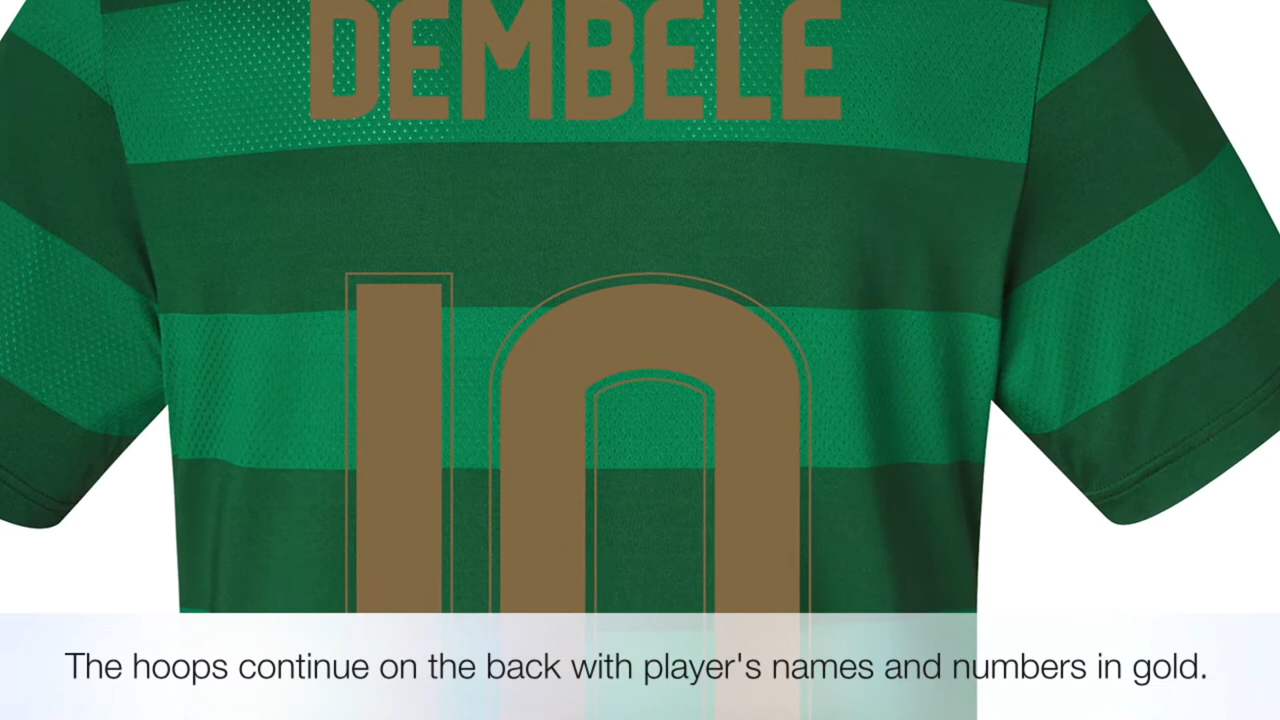 DEMBELE
10
The hoops continue on the back with player's names and numbers in gold.